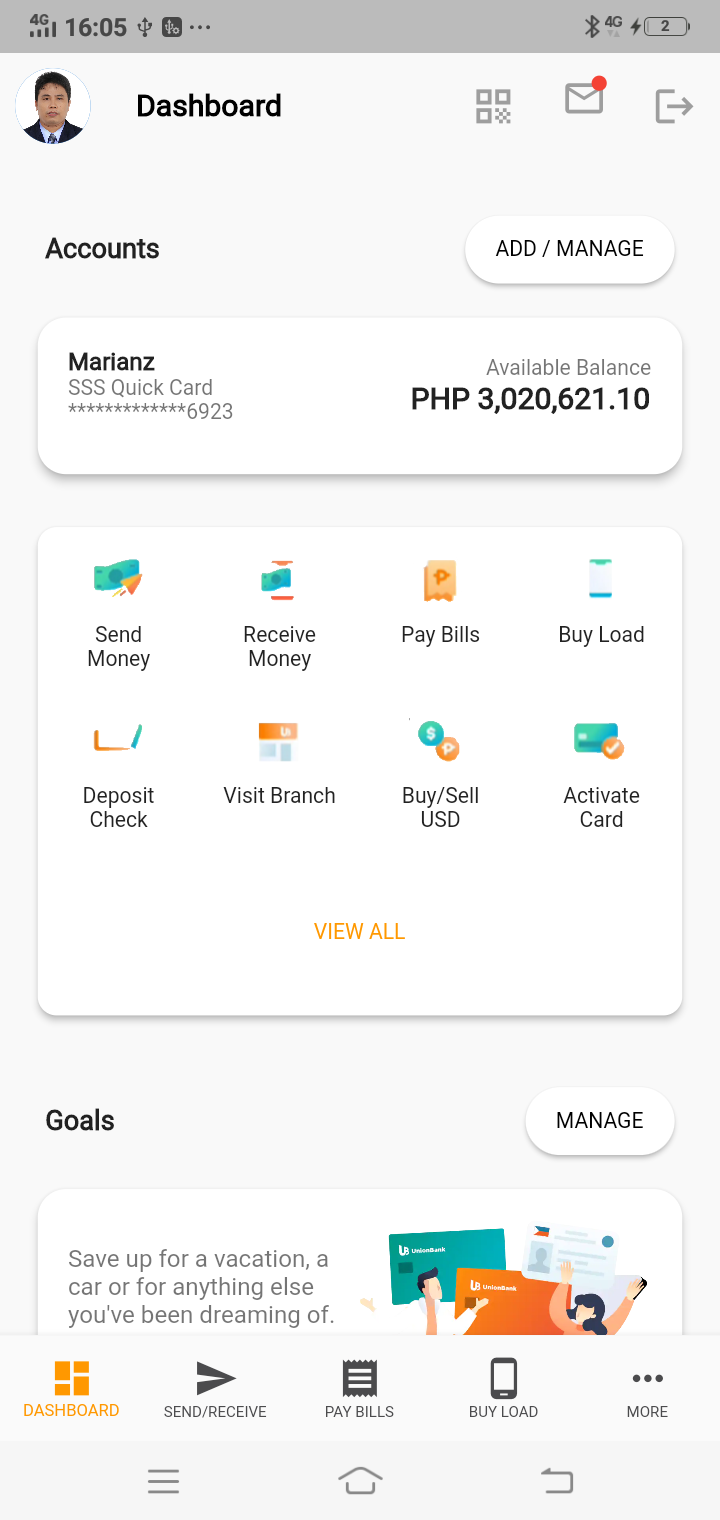 4G 16:05 4G 2
Dashboard
Accounts
ADD / MANAGE
Marianz
SSS Quick Card
*************6923
Available Balance
PHP 3,020,621.10
Send
Money
Receive
Money
Pay Bills
Buy Load
Deposit
Check
Visit Branch
Buy/Sell
USD
Activate
Card
VIEW ALL
Goals
MANAGE
Save up for a vacation, a
car or for anything else
you've been dreaming of.
UB UnionBank
UB UnionBank
DASHBOARD
SEND/RECEIVE
PAY BILLS
BUY LOAD
MORE